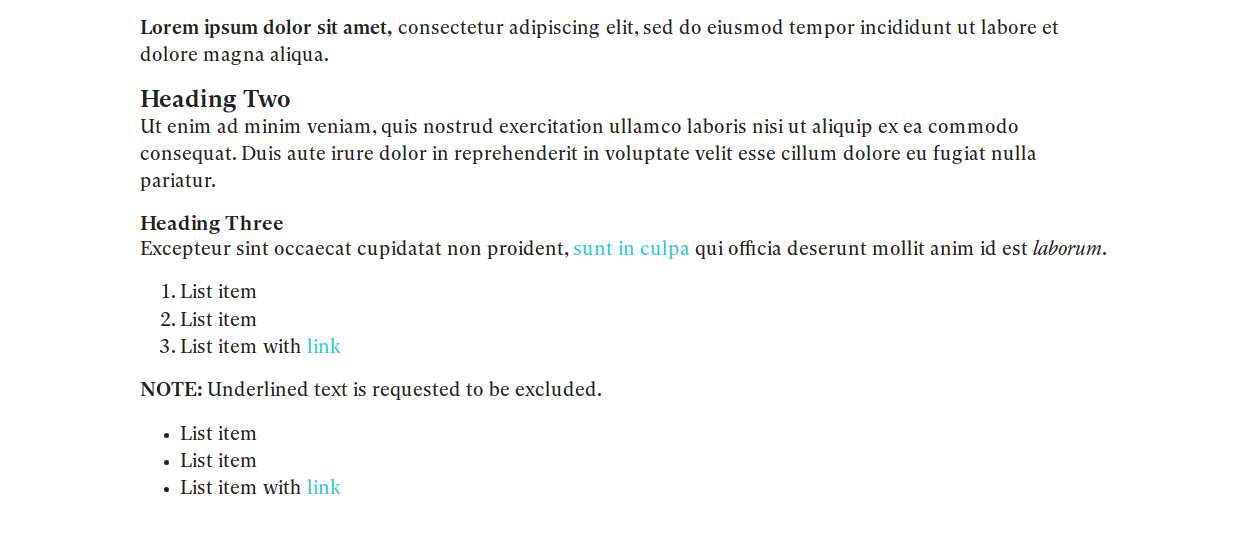 Lorem ipsum dolor sit amet, consectetur adipiscing elit, sed do eiusmod tempor incididunt ut labore et
dolore magna aliqua.
Heading Two
Ut enim ad minim veniam, quis nostrud exercitation ullamco laboris nisi ut aliquip ex ea commodo
consequat. Duis aute irure dolor in reprehenderit in voluptate velit esse cillum dolore eu fugiat nulla
pariatur.
Heading Three
Excepteur sint occaecat cupidatat non proident, sunt in culpa qui officia deserunt mollit anim id est laborum.
1. List item
2. List item
3. List item with link
NOTE: Underlined text is requested to be excluded.
• List item
• List item
• List item with link